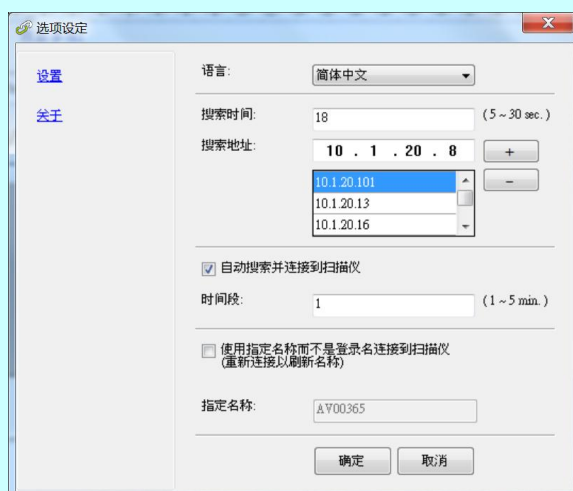 选项设定
设置
关于
语言:
简体中文
搜索时间:
18
(5~30 sec.)
搜索地址:
10 . 1 . 20 . 8
+
-
10.1.20.101
10.1.20.13
10.1.20.16
自动搜索并连接到扫描仪
时间段:
1
(1~5 min.)
使用指定名称而不是登录名连接到扫描仪
(重新连接以刷新名称)
指定名称:
AV00365
确定
取消